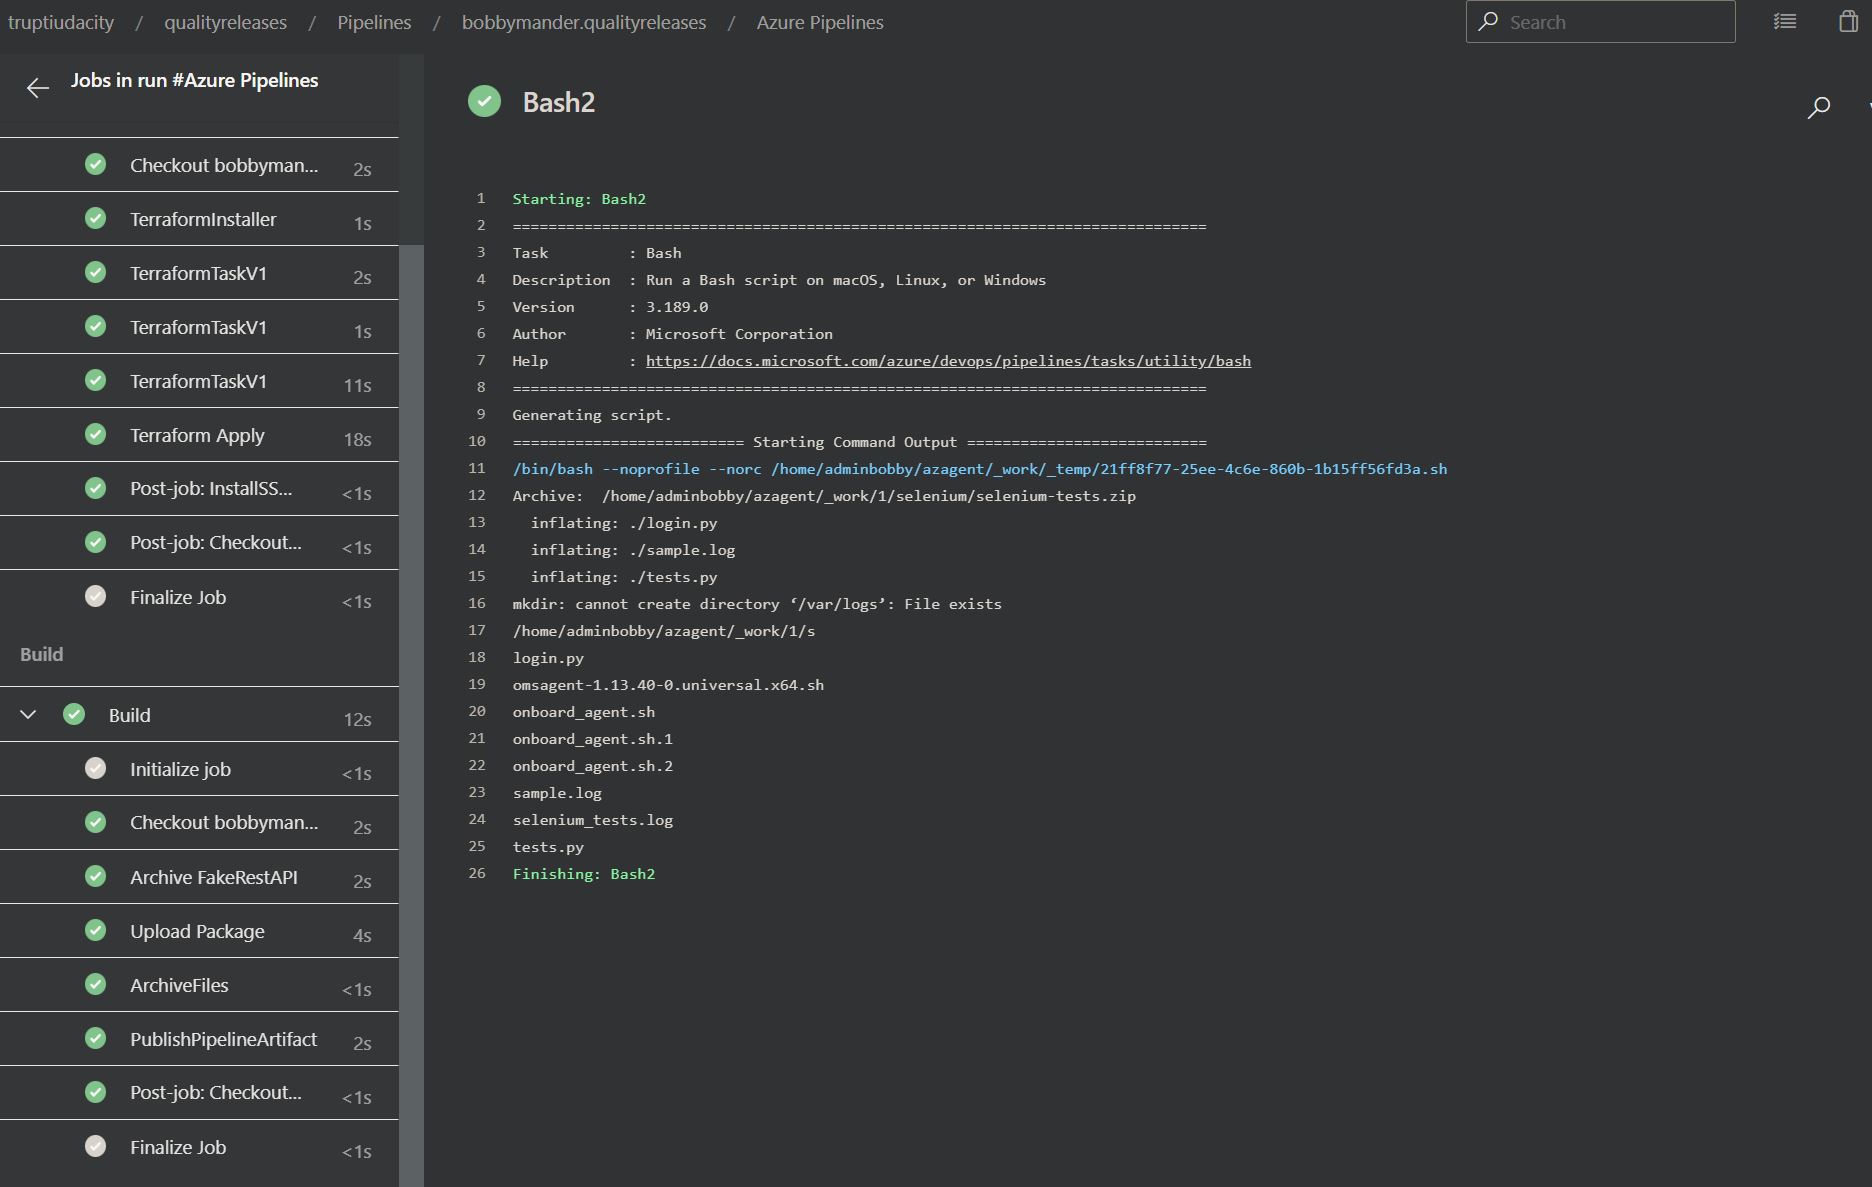 truptiudacity / qualityreleases / Pipelines / bobbymander.qualityreleases / Azure Pipelines
Search
Jobs in run #Azure Pipelines
Checkout bobbyman... 2s
TerraformInstaller 1s
TerraformTaskV1 2s
TerraformTaskV1 1s
TerraformTaskV1 11s
Terraform Apply 18s
Post-job: InstallSS... <1s
Post-job: Checkout... <1s
Finalize Job <1s
Build
Build 12s
Initialize job <1s
Checkout bobbyman... 2s
Archive FakeRestAPI 2s
Upload Package 4s
ArchiveFiles <1s
PublishPipelineArtifact 2s
Post-job: Checkout... <1s
Finalize Job <1s
Bash2
1 Starting: Bash2
2 ==============================================================================
3 Task         : Bash
4 Description  : Run a Bash script on macOS, Linux, or Windows
5 Version      : 3.189.0
6 Author       : Microsoft Corporation
7 Help         : https://docs.microsoft.com/azure/devops/pipelines/tasks/utility/bash
8 ==============================================================================
9 Generating script.
10 ========================== Starting Command Output ===========================
11 /bin/bash --noprofile --norc /home/adminbobby/azagent/_work/_temp/21ff8f77-25ee-4c6e-860b-1b15ff56fd3a.sh
12 Archive:  /home/adminbobby/azagent/_work/1/selenium/selenium-tests.zip
13   inflating: ./login.py
14   inflating: ./sample.log
15   inflating: ./tests.py
16 mkdir: cannot create directory ‘/var/logs’: File exists
17 /home/adminbobby/azagent/_work/1/s
18 login.py
19 omsagent-1.13.40-0.universal.x64.sh
20 onboard_agent.sh
21 onboard_agent.sh.1
22 onboard_agent.sh.2
23 sample.log
24 selenium_tests.log
25 tests.py
26 Finishing: Bash2